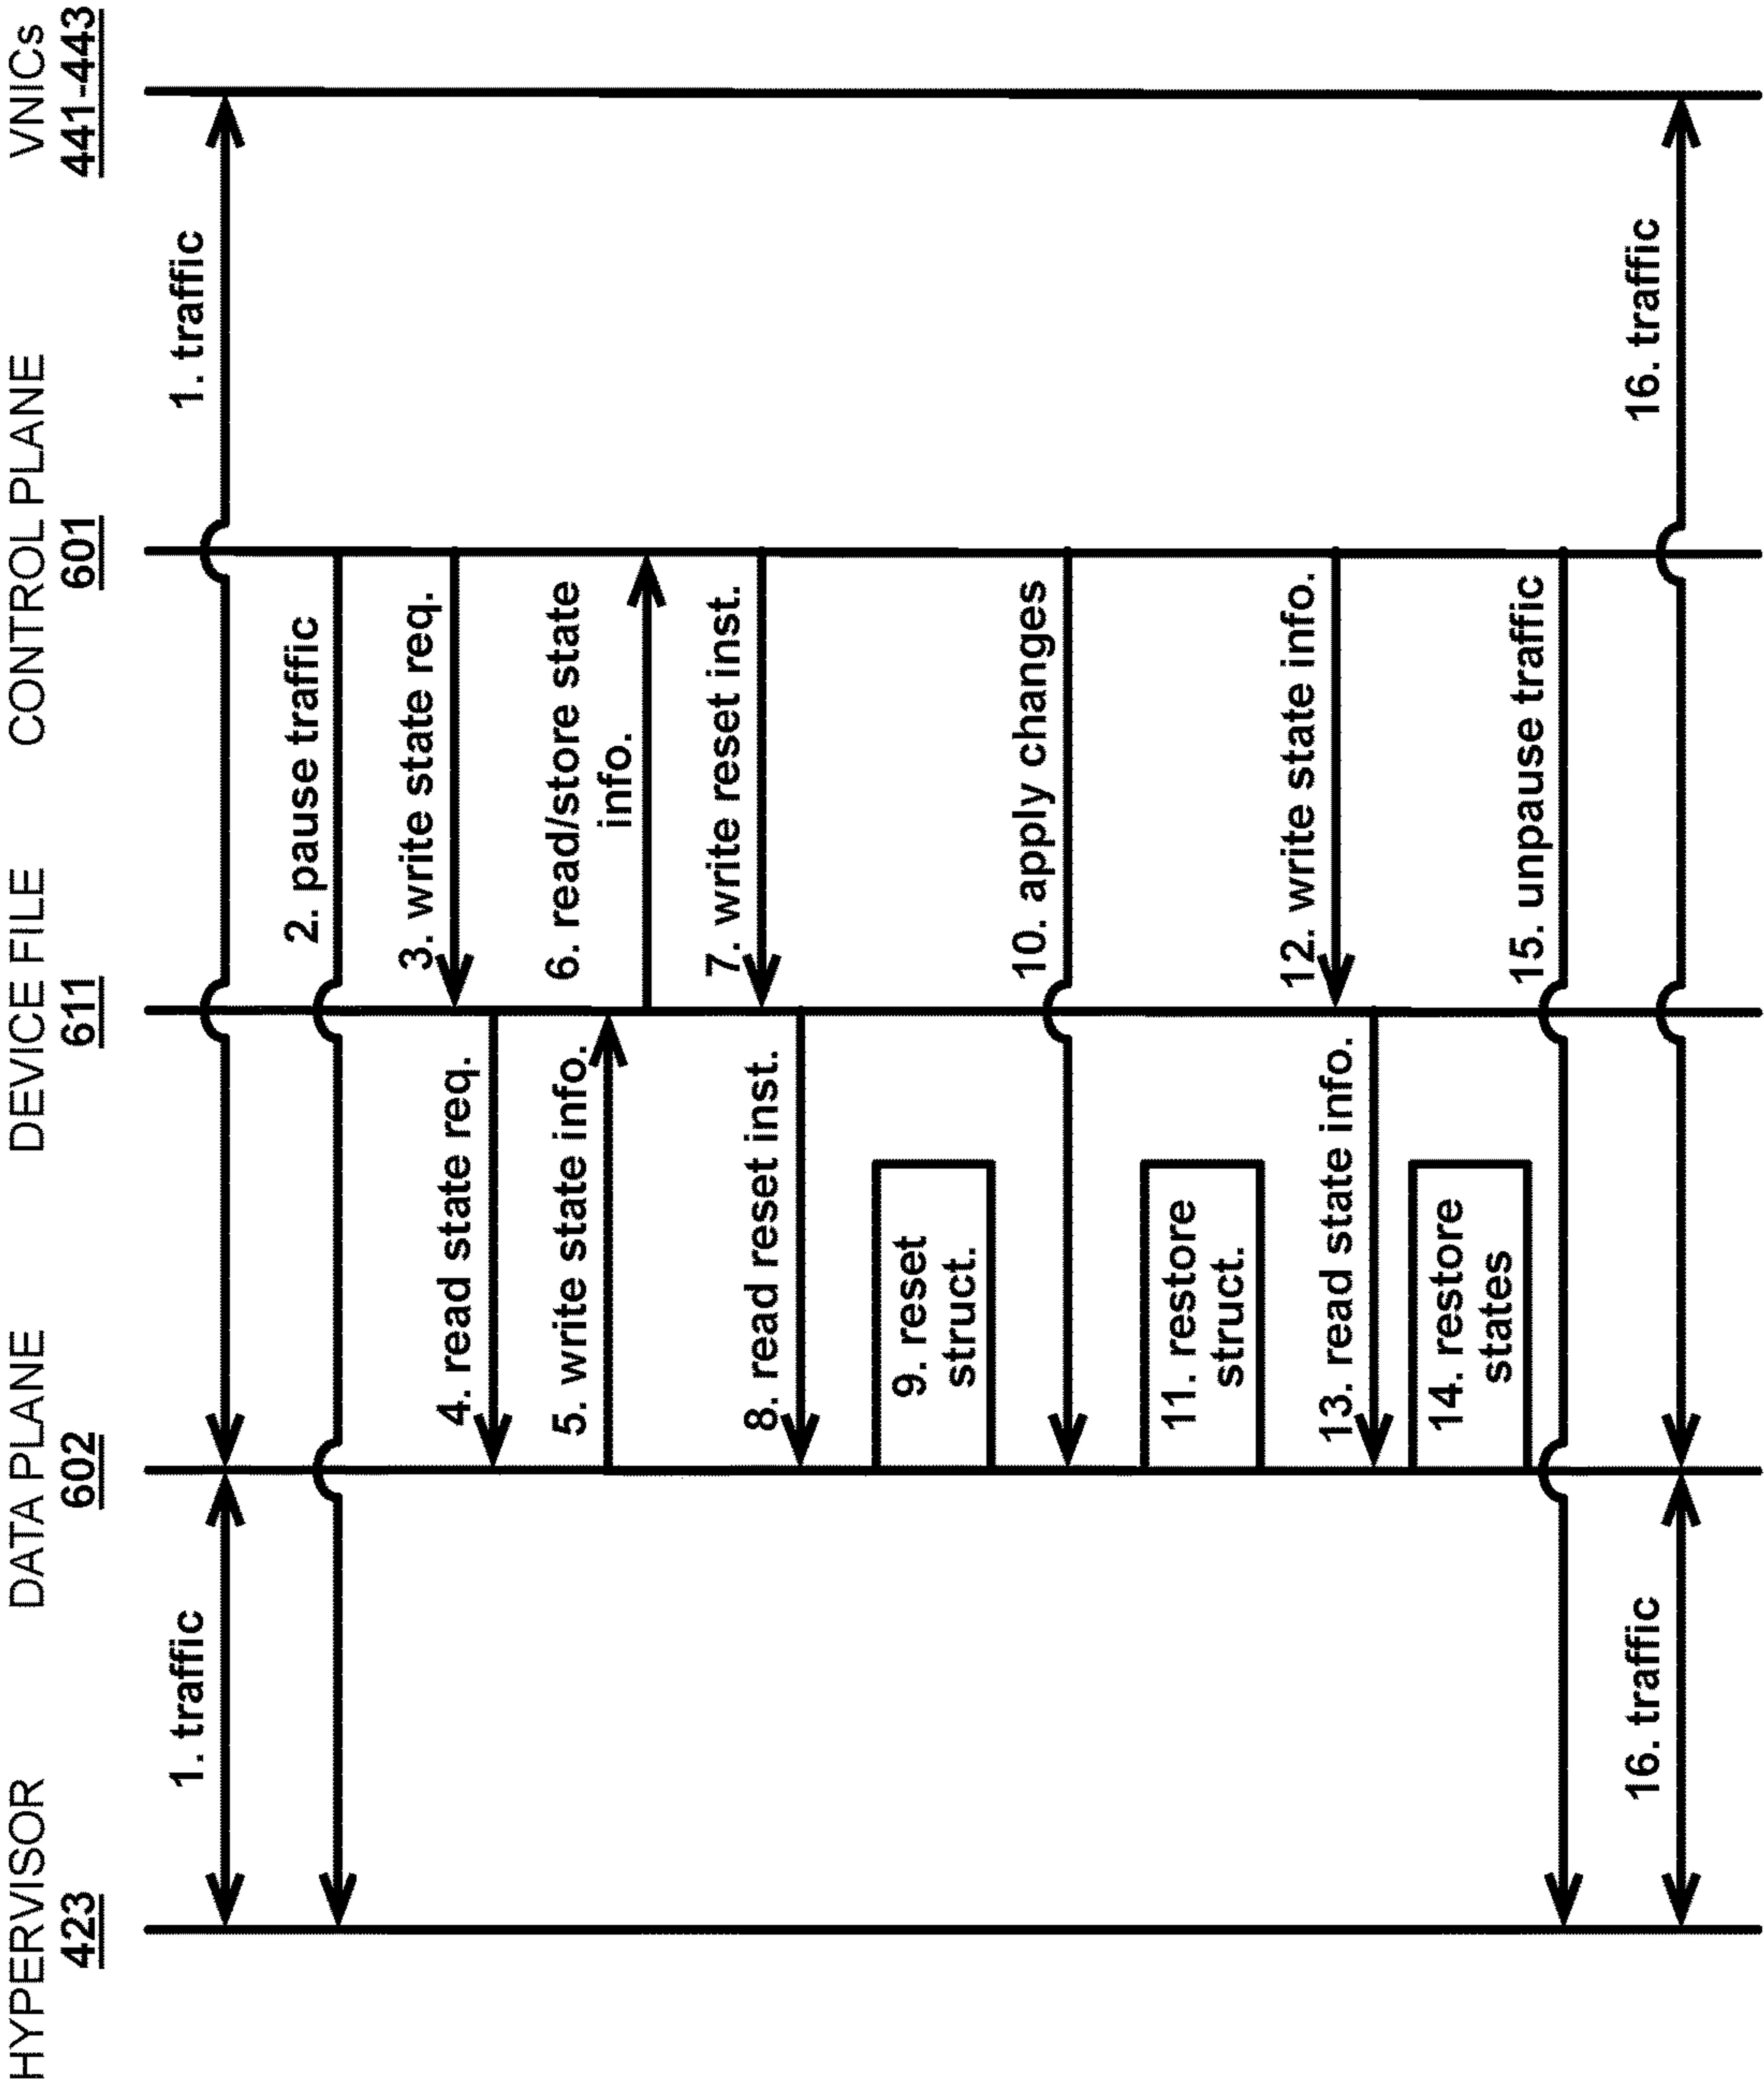 HYPERVISOR
423
DATA PLANE
602
DEVICE FILE
611
CONTROL PLANE
601
VNICs
441-443
1. traffic
1. traffic
2. pause traffic
3. write state req.
4. read state req.
5. write state info.
6. read/store state
info.
7. write reset inst.
8. read reset inst.
9. reset
struct.
10. apply changes
11. restore
struct.
12. write state info.
13. read state info.
14. restore
states
15. unpause traffic
16. traffic
16. traffic